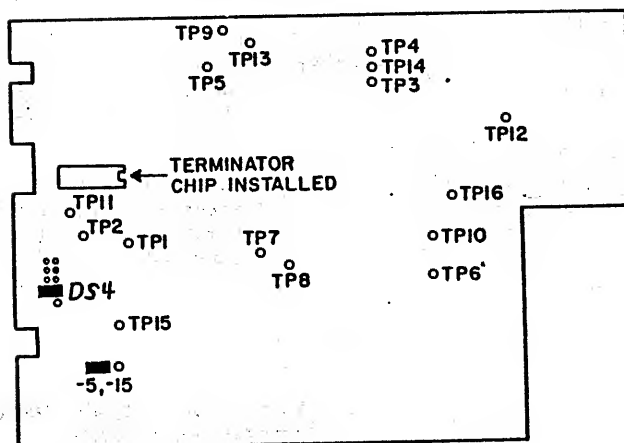 TP9
TP13
TP5
TP4
TP14
TP3
TP12
TERMINATOR
CHIP INSTALLED
TP11
TP2
TP1
TP16
TP7
TP8
TP10
TP6
DS4
TP15
-5,-15